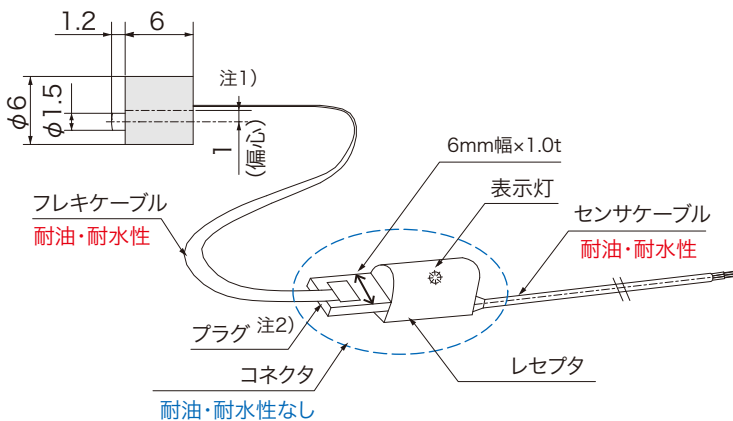 1.2
6
注1)
φ6
φ1.5
1
(偏心)
6mm幅×1.0t
表示灯
フレキケーブル
耐油・耐水性
センサケーブル
耐油・耐水性
プラグ 注2)
コネクタ
レセプタ
耐油・耐水性なし